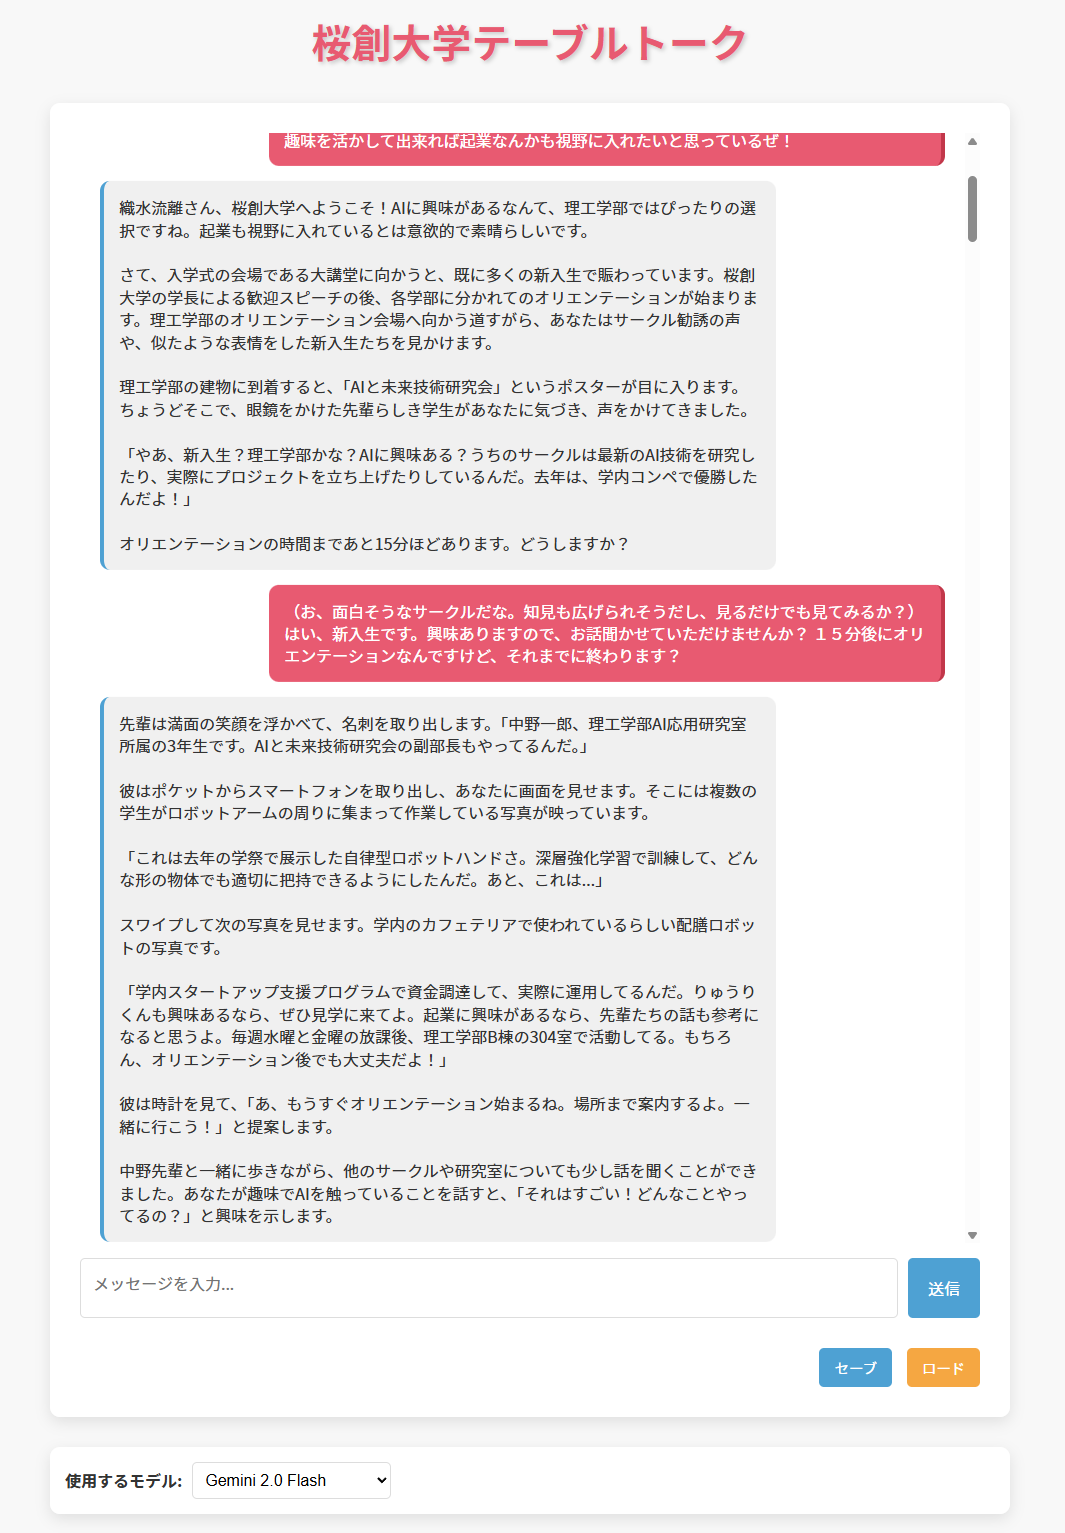 桜創大学テーブルトーク
趣味を活かして出来れば起業なんかも視野に入れたいと思っているぜ！
織水流離さん、桜創大学へようこそ！AIに興味があるなんて、理工学部ではぴったりの選
択ですね。起業も視野に入れているとは意欲的で素晴らしいです。
さて、入学式の会場である大講堂に向かうと、既に多くの新入生で賑わっています。桜創
大学の学長による歓迎スピーチの後、各学部に分かれてのオリエンテーションが始まりま
す。理工学部のオリエンテーション会場へ向かう道すがら、あなたはサークル勧誘の声
や、似たような表情をした新入生たちを見かけます。
理工学部の建物に到着すると、「AIと未来技術研究会」というポスターが目に入ります。
ちょうどそこで、眼鏡をかけた先輩らしき学生があなたに気づき、声をかけてきました。
「やあ、新入生？理工学部かな？AIに興味ある？うちのサークルは最新のAI技術を研究し
たり、実際にプロジェクトを立ち上げたりしているんだ。去年は、学内コンペで優勝した
んだよ！」
オリエンテーションの時間まであと15分ほどあります。どうしますか？
（お、面白そうなサークルだな。知見も広げられそうだし、見るだけでも見てみるか？）
はい、新入生です。興味ありますので、お話聞かせていただけませんか？ １５分後にオリ
エンテーションなんですけど、それまでに終わります？
先輩は満面の笑顔を浮かべて、名刺を取り出します。「中野一郎、理工学部AI応用研究室
所属の3年生です。AIと未来技術研究会の副部長もやってるんだ。」
彼はポケットからスマートフォンを取り出し、あなたに画面を見せます。そこには複数の
学生がロボットアームの周りに集まって作業している写真が映っています。
「これは去年の学祭で展示した自律型ロボットハンドさ。深層強化学習で訓練して、どん
な形の物体でも適切に把持できるようにしたんだ。あと、これは...」
スワイプして次の写真を見せます。学内のカフェテリアで使われているらしい配膳ロボッ
トの写真です。
「学内スタートアップ支援プログラムで資金調達して、実際に運用してるんだ。りゅうり
くんも興味あるなら、ぜひ見学に来てよ。起業に興味があるなら、先輩たちの話も参考に
なると思うよ。毎週水曜と金曜の放課後、理工学部B棟の304室で活動してる。もちろ
ん、オリエンテーション後でも大丈夫だよ！」
彼は時計を見て、「あ、もうすぐオリエンテーション始まるね。場所まで案内するよ。一
緒に行こう！」と提案します。
中野先輩と一緒に歩きながら、他のサークルや研究室についても少し話を聞くことができ
ました。あなたが趣味でAIを触っていることを話すと、「それはすごい！どんなことやっ
てるの？」と興味を示します。
メッセージを入力...
送信
セーブ
ロード
使用するモデル:
Gemini 2.0 Flash